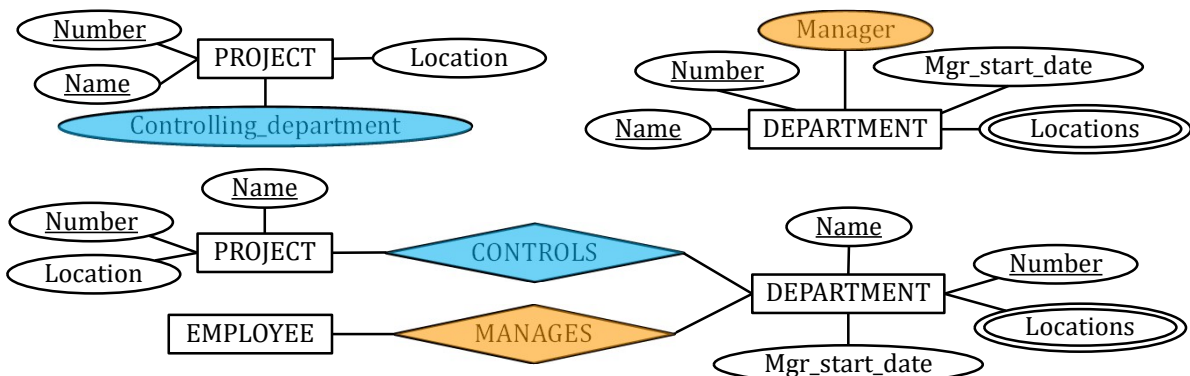 Number
PROJECT
Location
Name
Controlling_department
Manager
Number
Mgr_start_date
Name
DEPARTMENT
Locations
Name
Number
PROJECT
Location
CONTROLS
EMPLOYEE
MANAGES
Name
DEPARTMENT
Number
Locations
Mgr_start_date